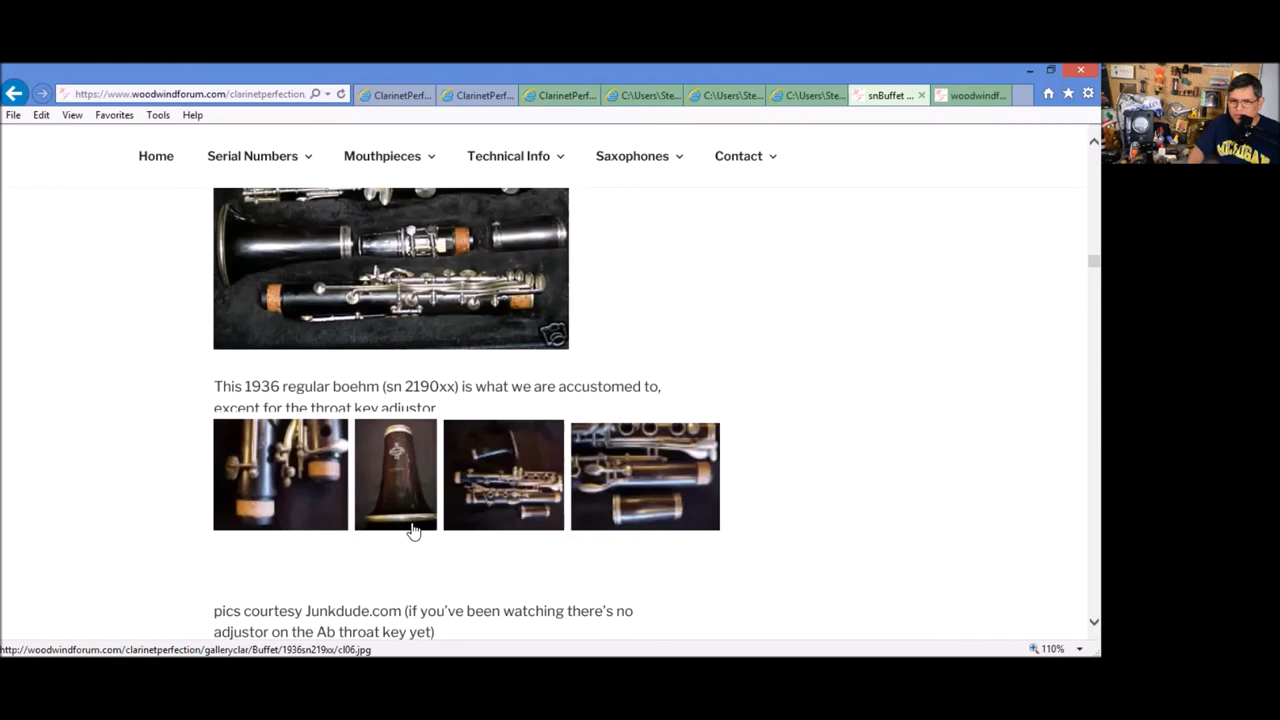 https://www.woodwindforum.com/clarinetperfection
ClarinetPerf...
ClarinetPerf...
ClarinetPerf...
C:\Users\Ste...
C:\Users\Ste...
C:\Users\Ste...
snBuffet ...
woodwindf...
File Edit View Favorites Tools Help
Home Serial Numbers Mouthpieces Technical Info Saxophones Contact
This 1936 regular boehm (sn 2190xx) is what we are accustomed to,
except for the throat key adjustor
pics courtesy Junkdude.com (if you've been watching there's no
adjustor on the Ab throat key yet)
http://woodwindforum.com/clarinetperfection/galleryclar/Buffet/1936sn219xx/cl06.jpg
110%
MICHIGAN